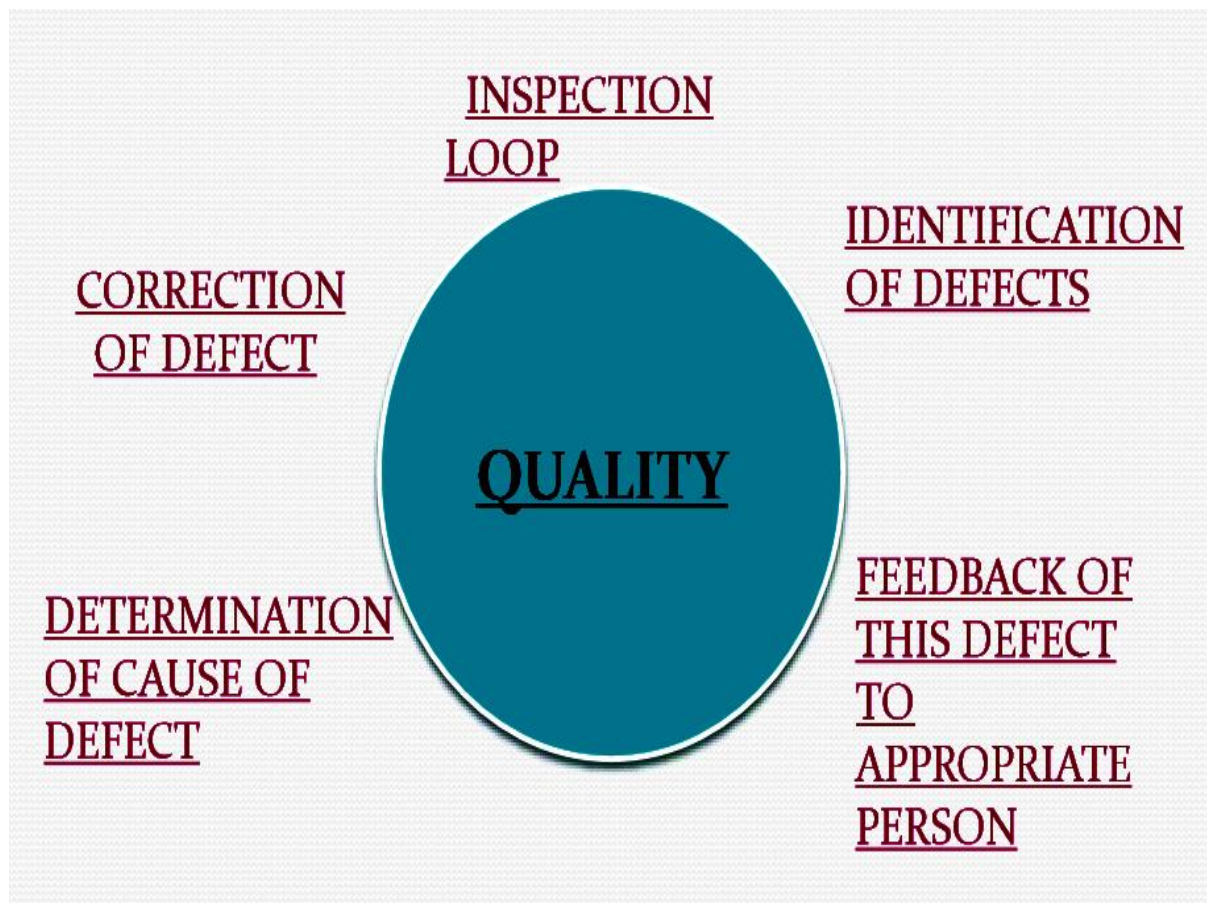 INSPECTION
LOOP
IDENTIFICATION
OF DEFECTS
CORRECTION
OF DEFECT
QUALITY
FEEDBACK OF
THIS DEFECT
TO
APPROPRIATE
PERSON
DETERMINATION
OF CAUSE OF
DEFECT